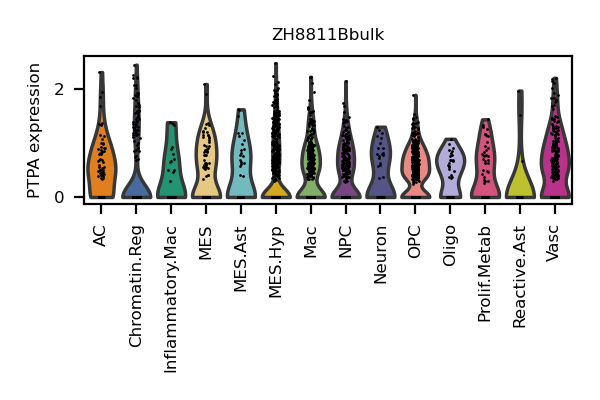 ZH8811Bbulk
PTPA expression
2
0
AC
Chromatin.Reg
Inflammatory.Mac
MES
MES.Ast
MES.Hyp
Mac
NPC
Neuron
OPC
Oligo
Prolif.Metab
Reactive.Ast
Vasc